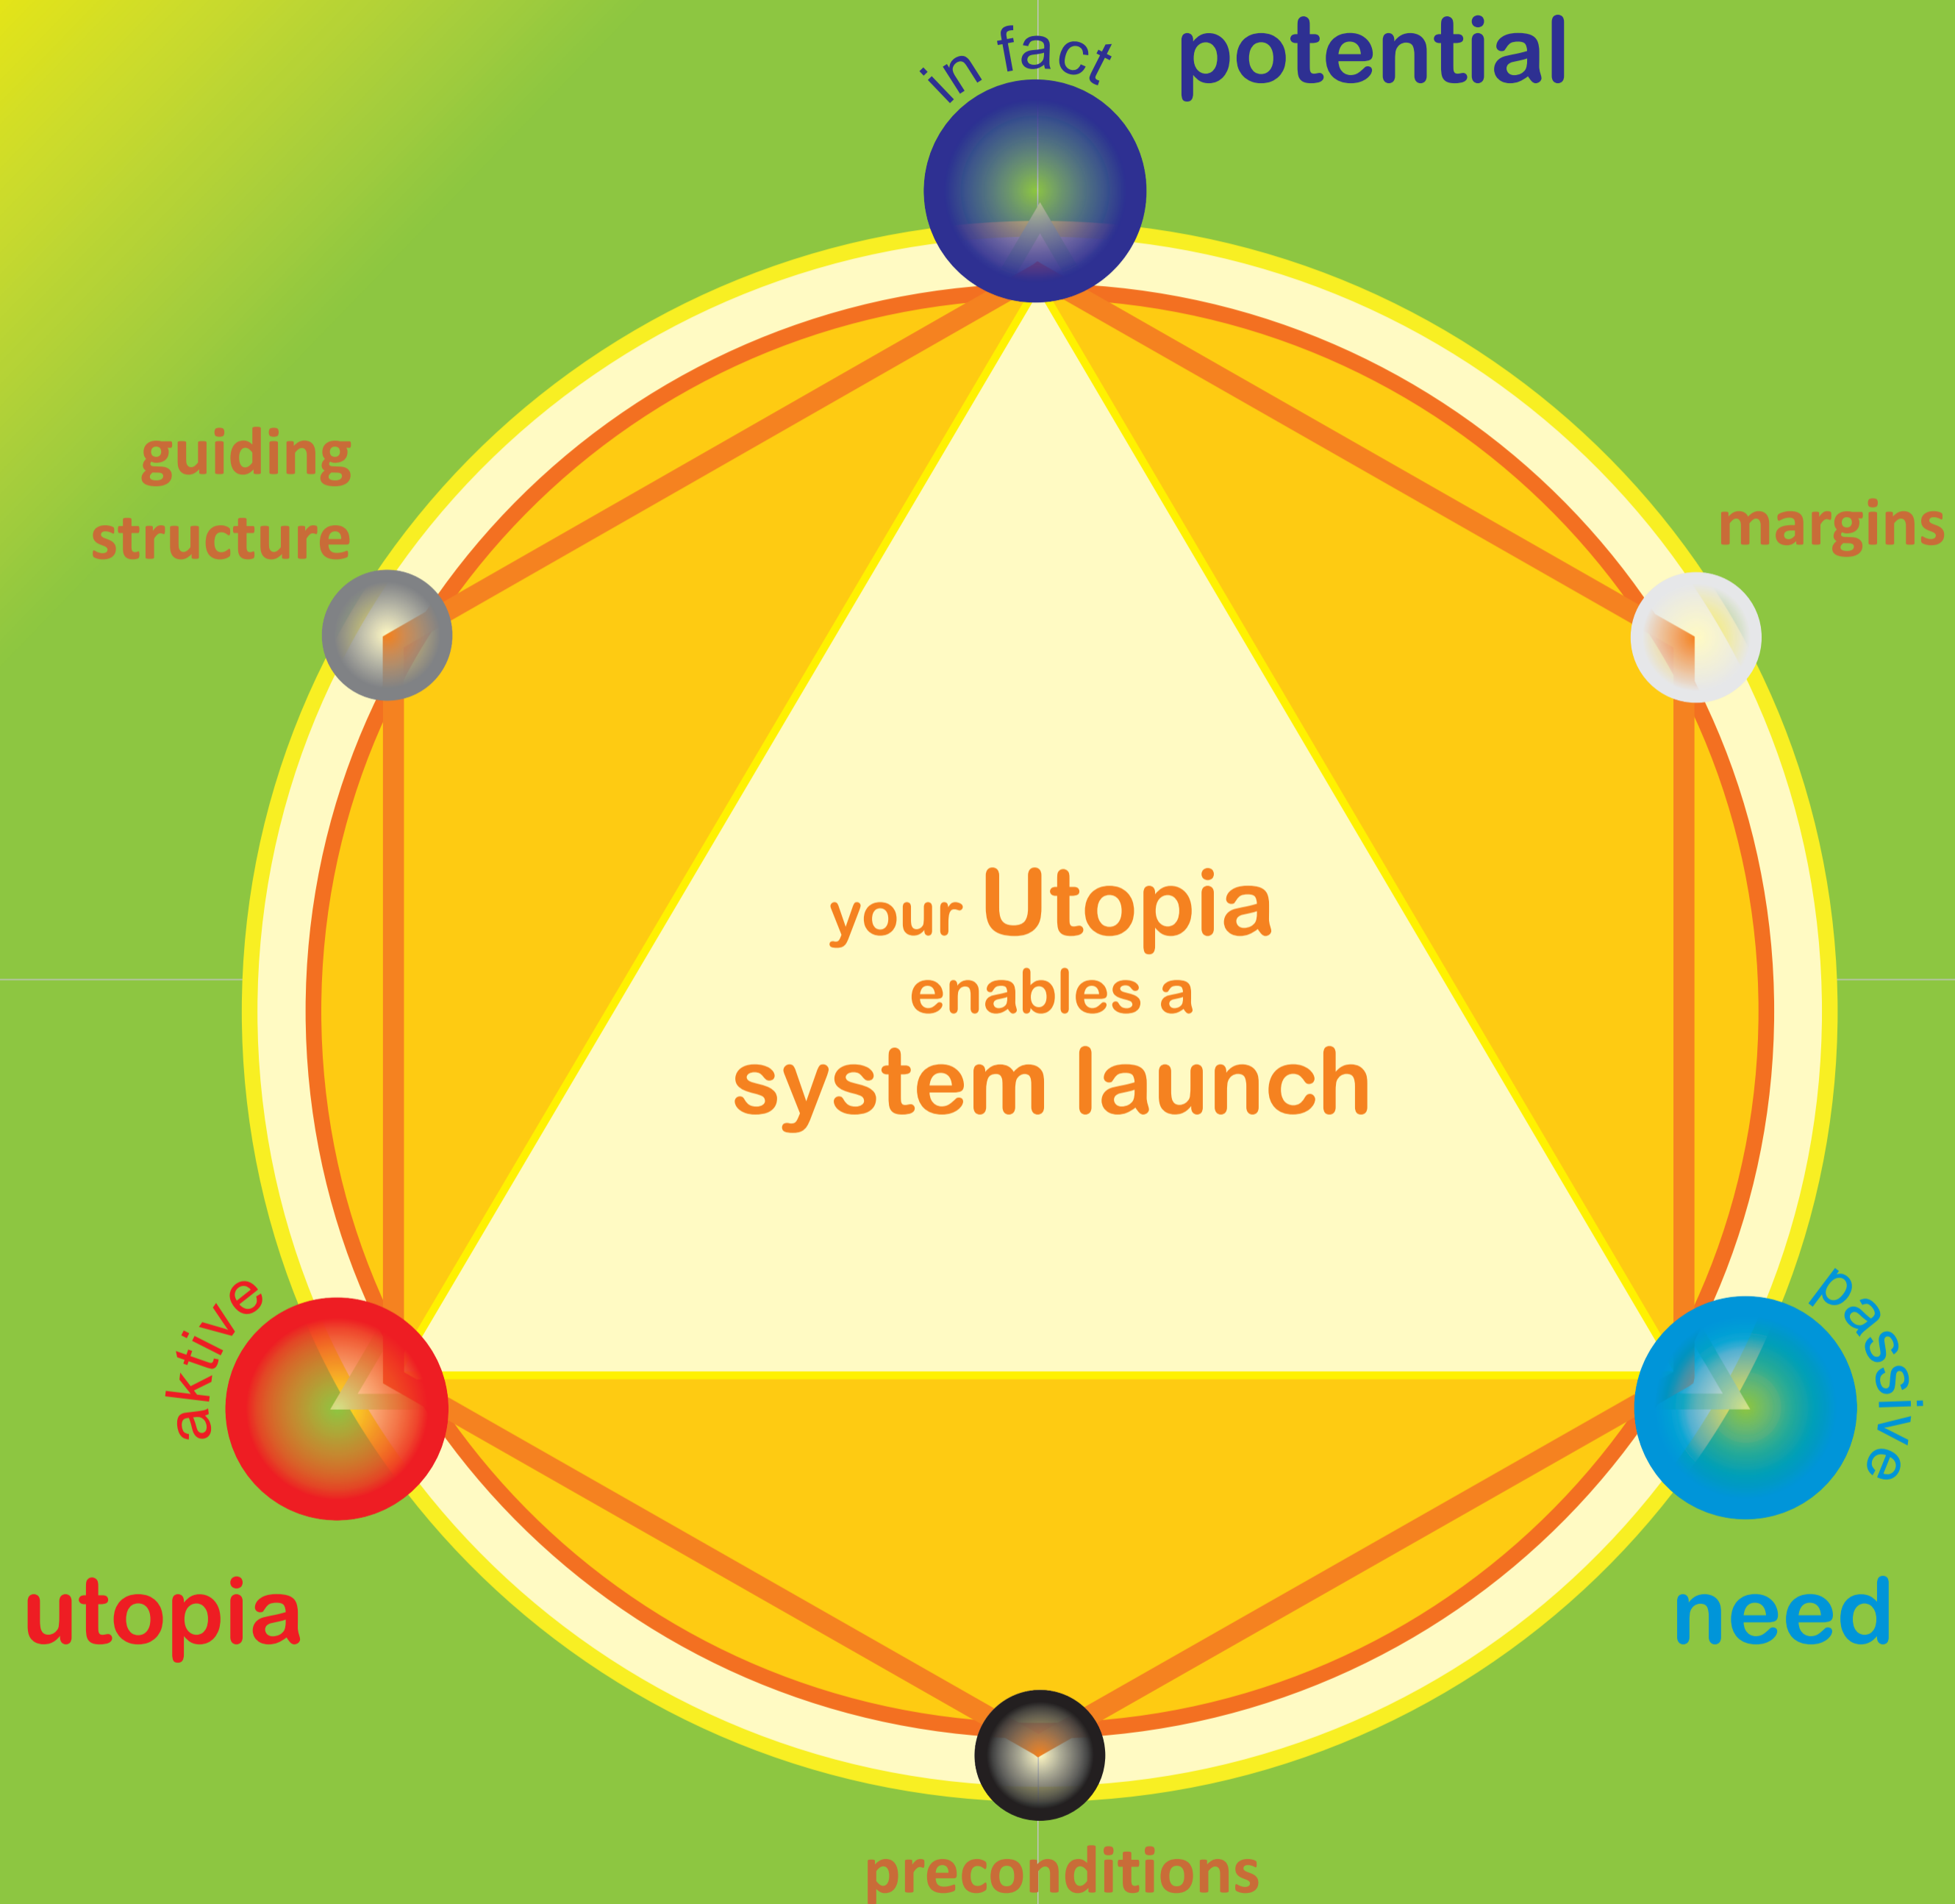 in fact
potential
guiding
structure
margins
your Utopia
enables a
system launch
aktive
passive
utopia
need
preconditions